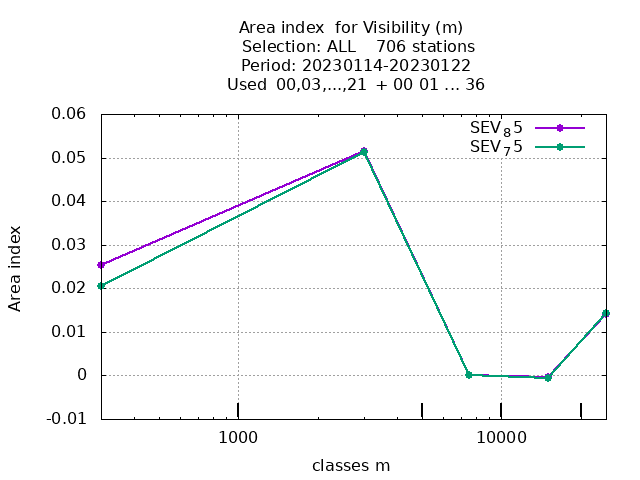 Area index  for Visibility (m)
Selection: ALL    706 stations
Period: 20230114-20230122
Used  00,03,...,21  + 00 01 ... 36
SEV₈5
SEV₇5
0.06
0.05
0.04
0.03
0.02
0.01
0
-0.01
Area index
1000
10000
classes m